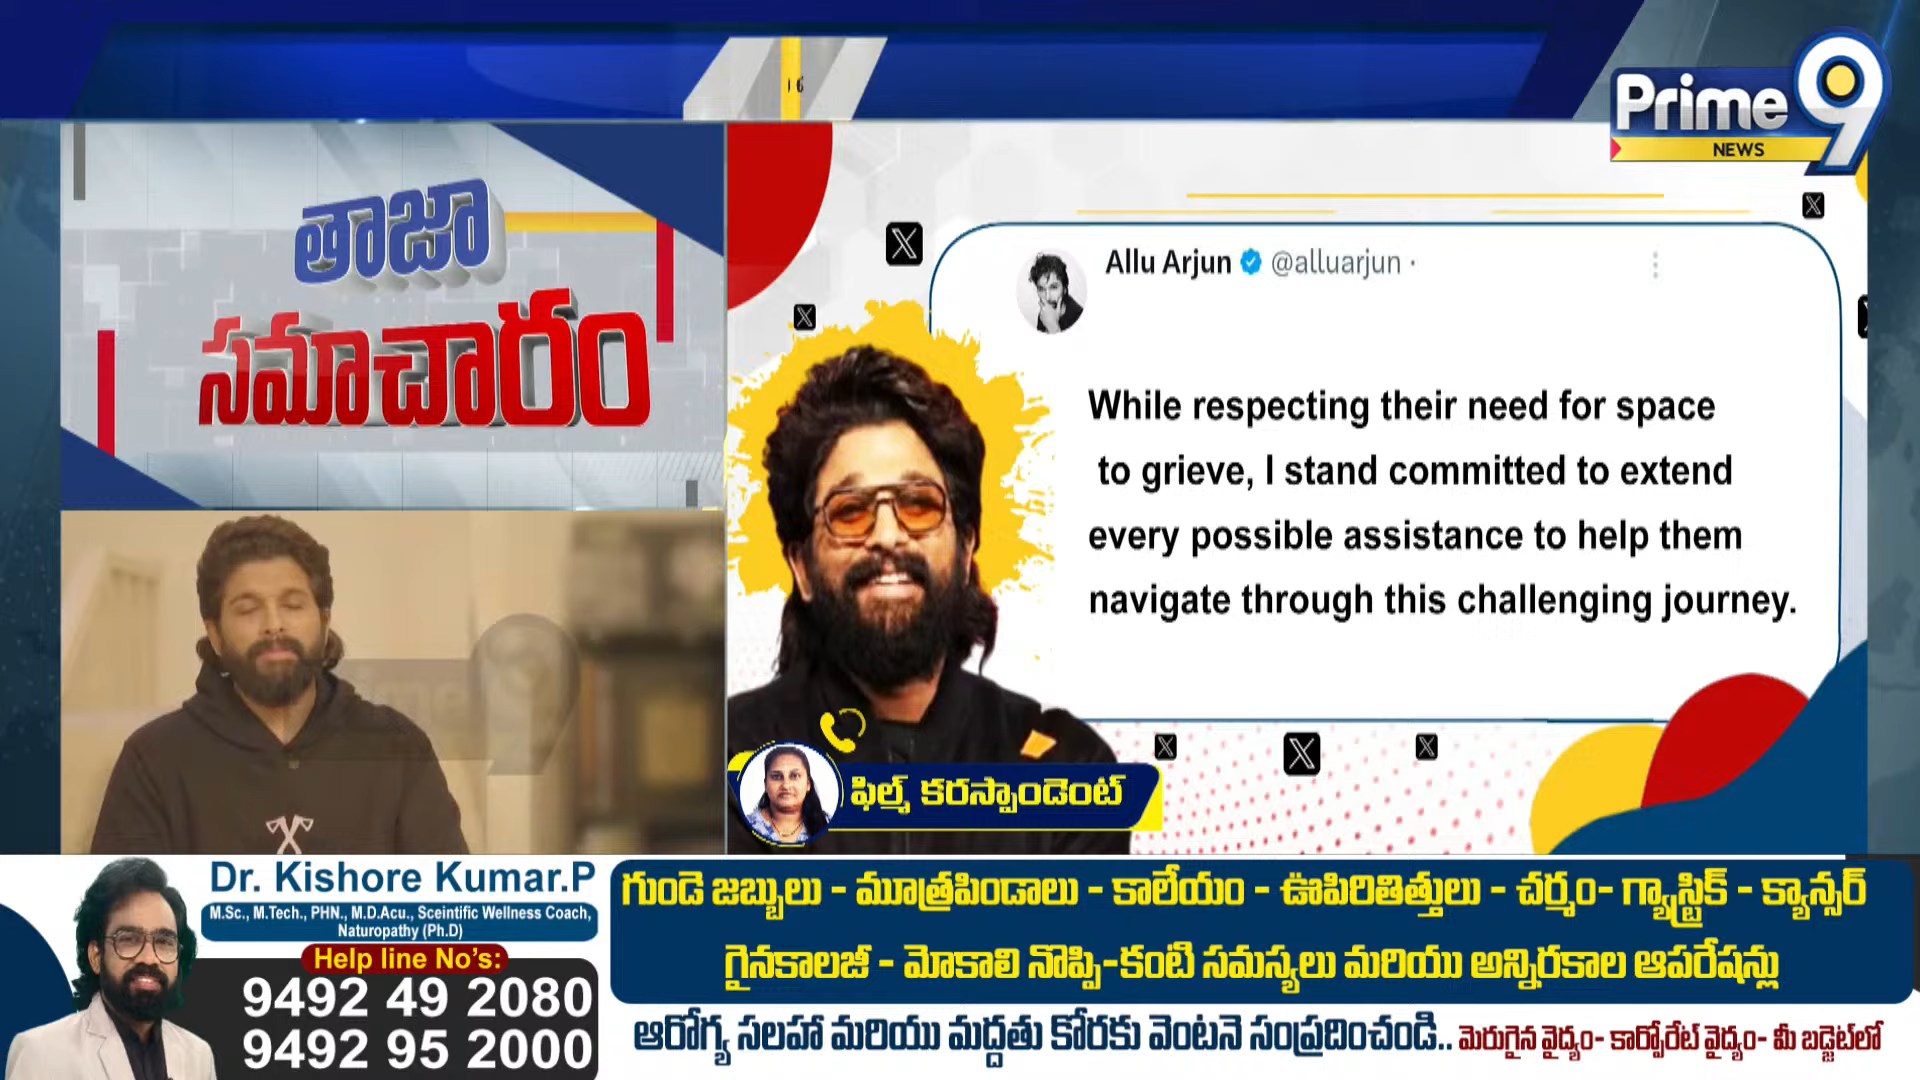 Prime9
NEWS
తాజా
సమాచారం
Allu Arjun @alluarjun ·
While respecting their need for space
to grieve, I stand committed to extend
every possible assistance to help them
navigate through this challenging journey.
ఫిల్మ్ కరస్పాండెంట్
Dr. Kishore Kumar.P
M.Sc., M.Tech., PHN., M.D.Acu., Sceintific Wellness Coach,
Naturopathy (Ph.D)
Help line No's:
9492 49 2080
9492 95 2000
గుండె జబ్బులు - మూత్రపిండాలు - కాలేయం - ఊపిరితిత్తులు - చర్మం- గ్యాస్ట్రిక్ - క్యాన్సర్
గైనకాలజీ - మోకాలి నొప్పి-కంటి సమస్యలు మరియు అన్నిరకాల ఆపరేషన్లు
ఆరోగ్య సలహా మరియు మద్దతు కోరకు వెంటనే సంప్రదించండి.. మెరుగైన వైద్యం- కార్పోరేట్ వైద్యం- మీ బడ్జెట్‌లో